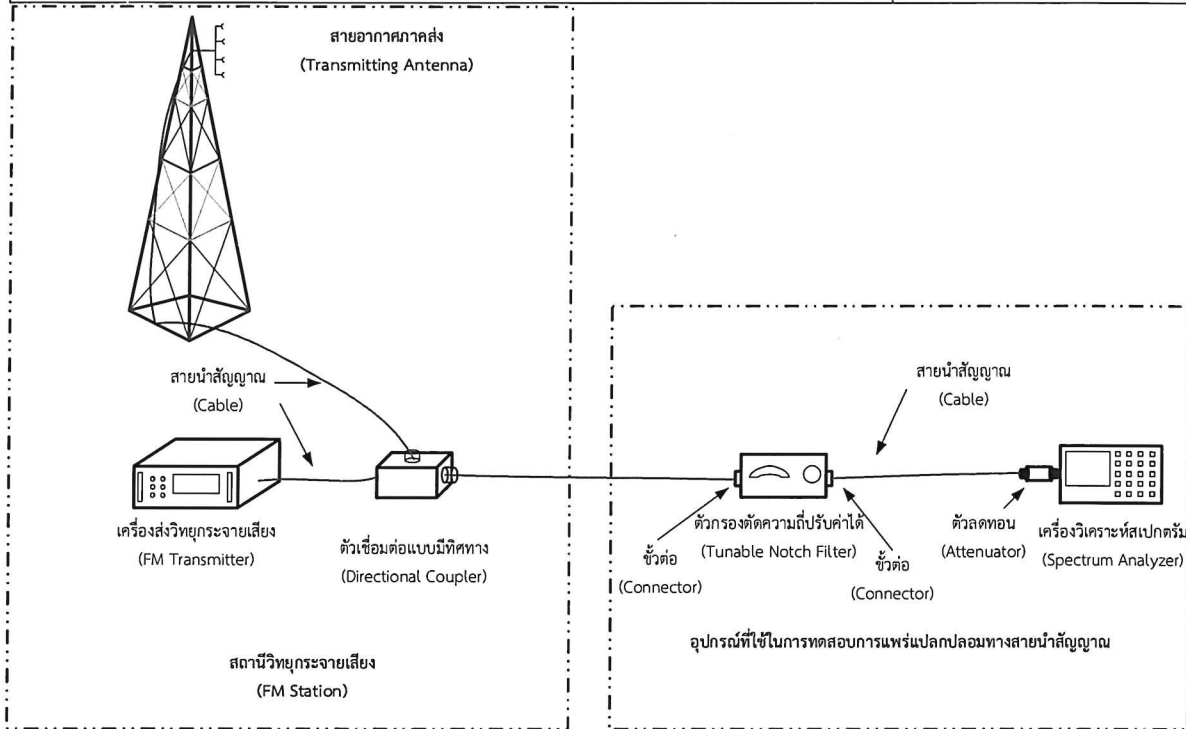 สายอากาศภาคส่ง
(Transmitting Antenna)
สายนำสัญญาณ
(Cable)
เครื่องส่งวิทยุกระจายเสียง
(FM Transmitter)
ตัวเชื่อมต่อแบบมีทิศทาง
(Directional Coupler)
สถานีวิทยุกระจายเสียง
(FM Station)
สายนำสัญญาณ
(Cable)
ตัวกรองตัดความถี่ปรับค่าได้
(Tunable Notch Filter)
ขั้วต่อ
(Connector)
ขั้วต่อ
(Connector)
ตัวลดทอน
(Attenuator)
เครื่องวิเคราะห์สเปกตรัม
(Spectrum Analyzer)
อุปกรณ์ที่ใช้ในการทดสอบการแพร่แปลกปลอมทางสายนำสัญญาณ